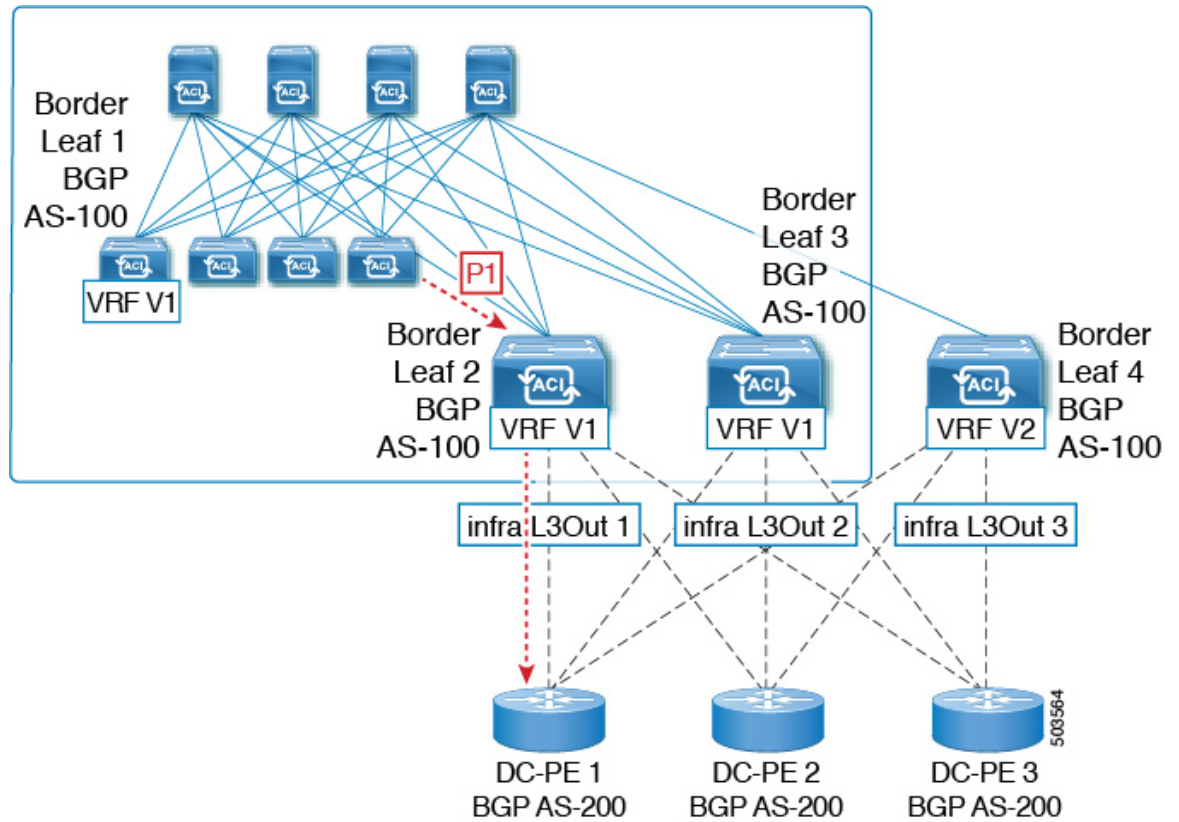 ACI
ACI
ACI
ACI
Border
Leaf 1
BGP
AS-100
ACI
ACI
ACI
ACI
VRF V1
P1
Border
Leaf 3
BGP
AS-100
Border
Leaf 2
BGP
AS-100
ACI
VRF V1
ACI
VRF V1
ACI
VRF V2
Border
Leaf 4
BGP
AS-100
infra L3Out 1
infra L3Out 2
infra L3Out 3
503564
DC-PE 1
BGP AS-200
DC-PE 2
BGP AS-200
DC-PE 3
BGP AS-200